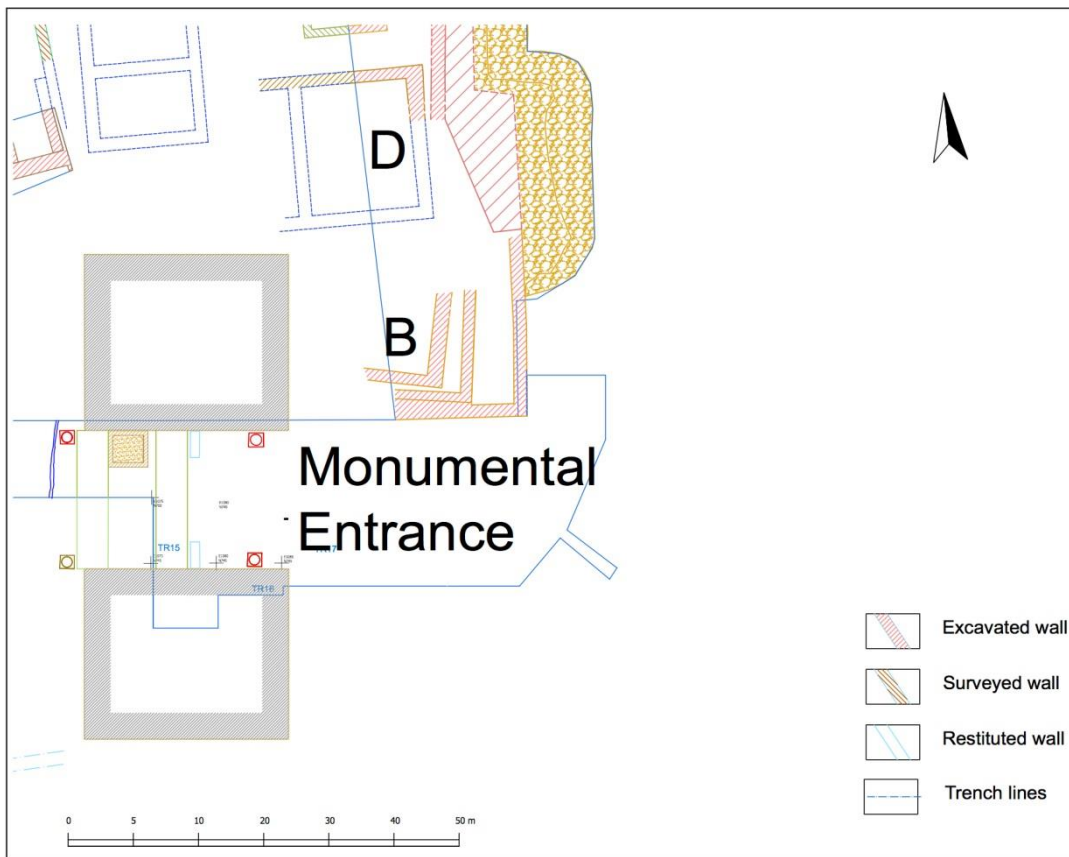 D
B
Monumental
Entrance
TR15
TR17
TR16
Excavated wall
Surveyed wall
Restituted wall
Trench lines
0 5 10 20 30 40 50 m